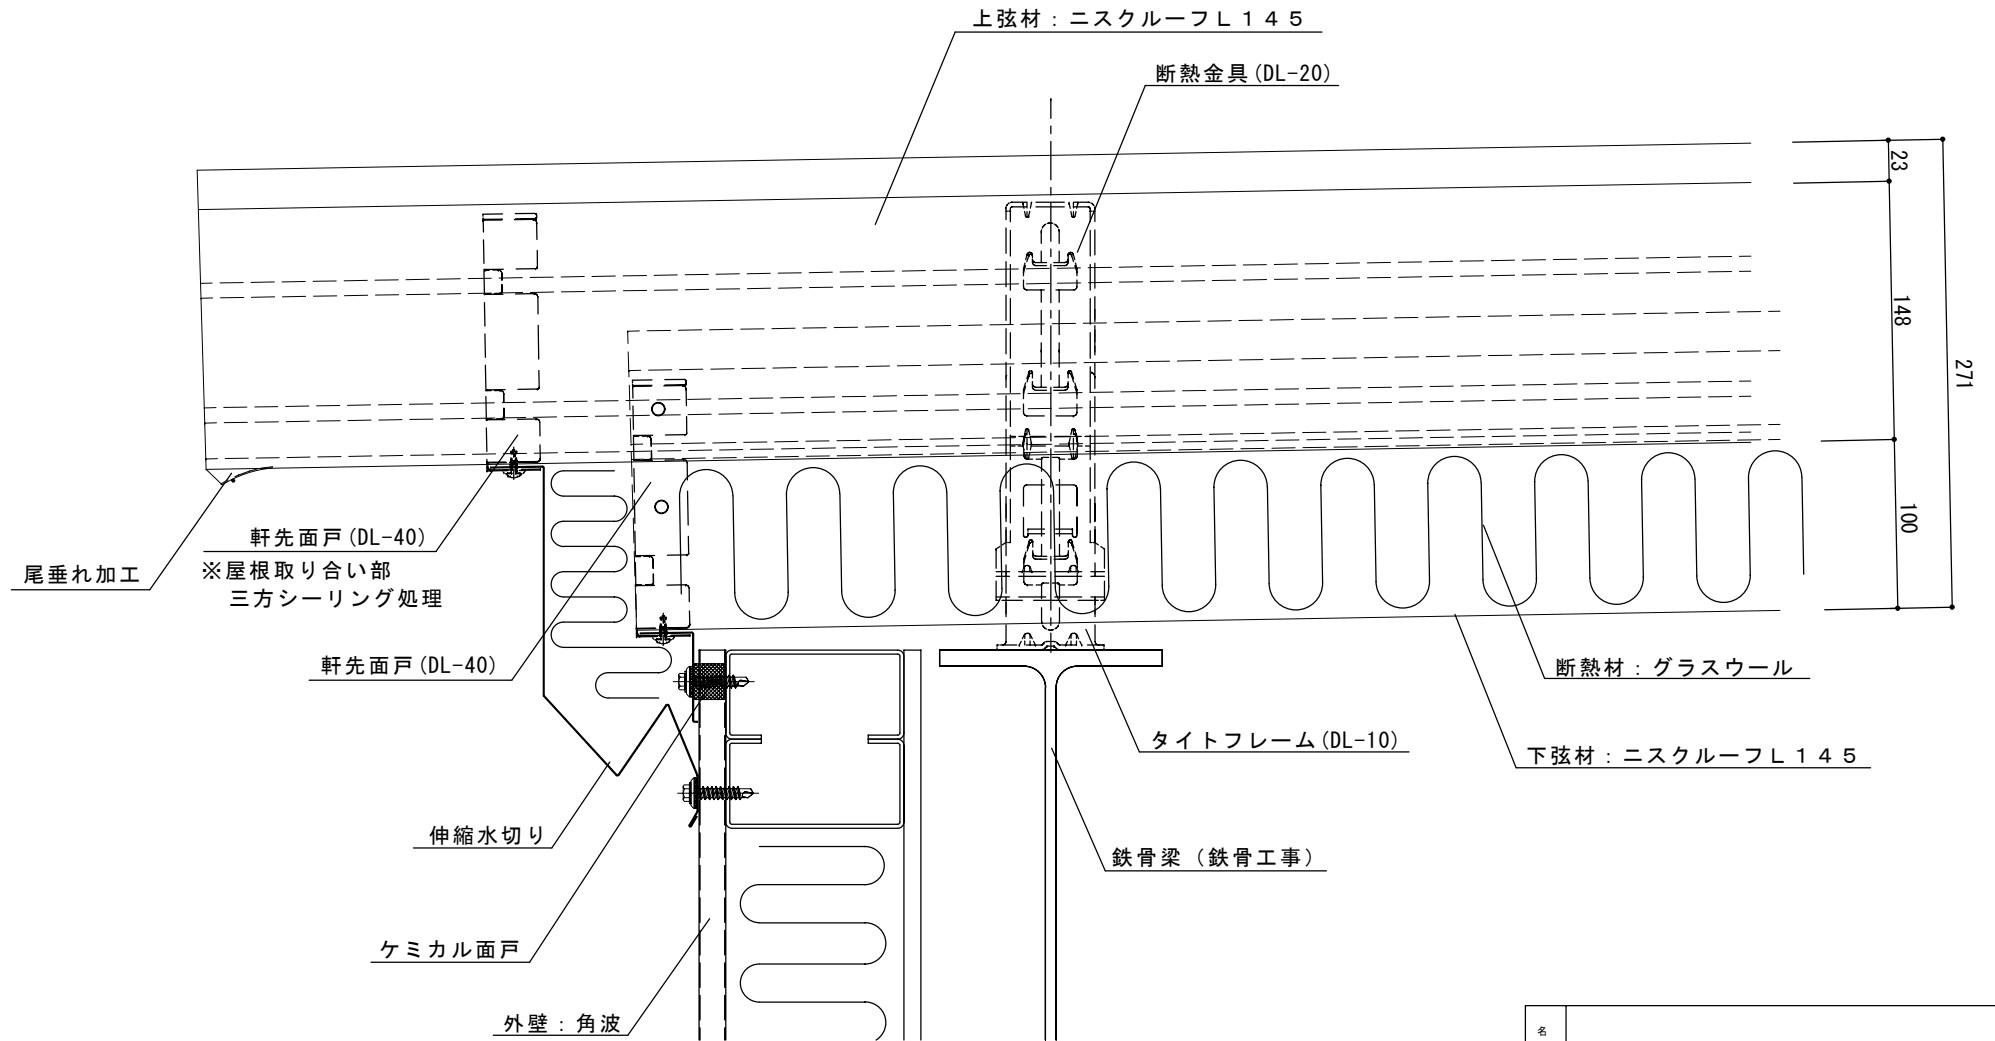 上弦材：ニスクルーフＬ１４５
断熱金具(DL-20)
23
148
271
100
軒先面戸(DL-40)
※屋根取り合い部
三方シーリング処理
尾垂れ加工
軒先面戸(DL-40)
断熱材：グラスウール
タイトフレーム(DL-10)
下弦材：ニスクルーフＬ１４５
伸縮水切り
鉄骨梁（鉄骨工事）
ケミカル面戸
外壁：角波
名